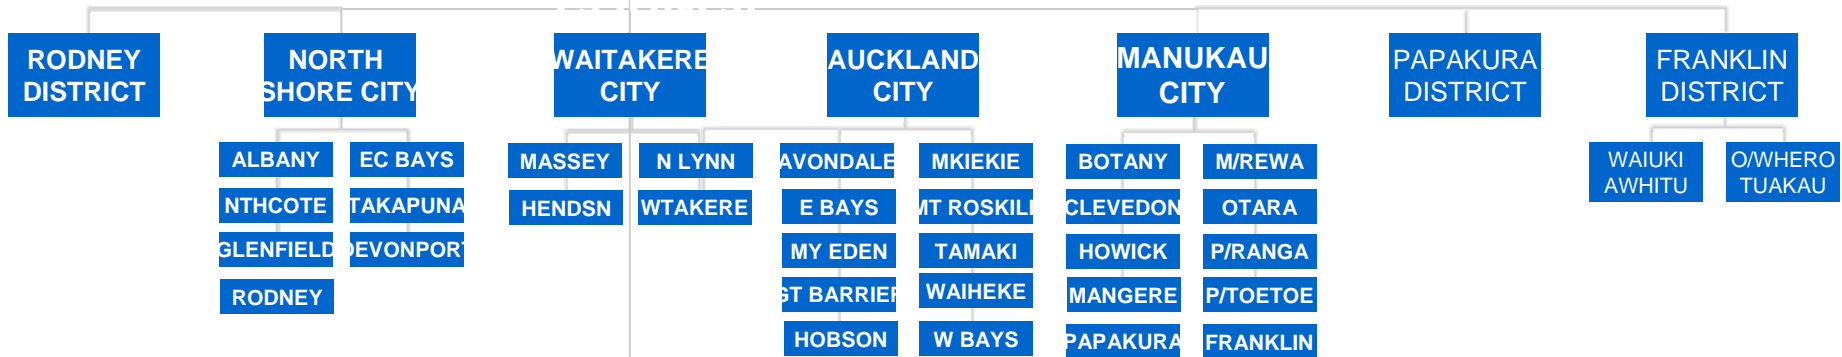 RODNEY
DISTRICT
NORTH
SHORE CITY
WAITAKERE
CITY
AUCKLAND
CITY
MANUKAU
CITY
PAPAKURA
DISTRICT
FRANKLIN
DISTRICT
ALBANY
EC BAYS
NTHCOTE
TAKAPUNA
GLENFIELD
DEVONPORT
RODNEY
MASSEY
N LYNN
HENDSN
WTAKERE
AVONDALE
MKIEKIE
E BAYS
MT ROSKILL
MY EDEN
TAMAKI
GT BARRIER
WAIHEKE
HOBSON
W BAYS
BOTANY
M/REWA
CLEVEDON
OTARA
HOWICK
P/RANGA
MANGERE
P/TOETOE
PAPAKURA
FRANKLIN
WAIUKI
AWHITU
O/WHERO
TUAKAU